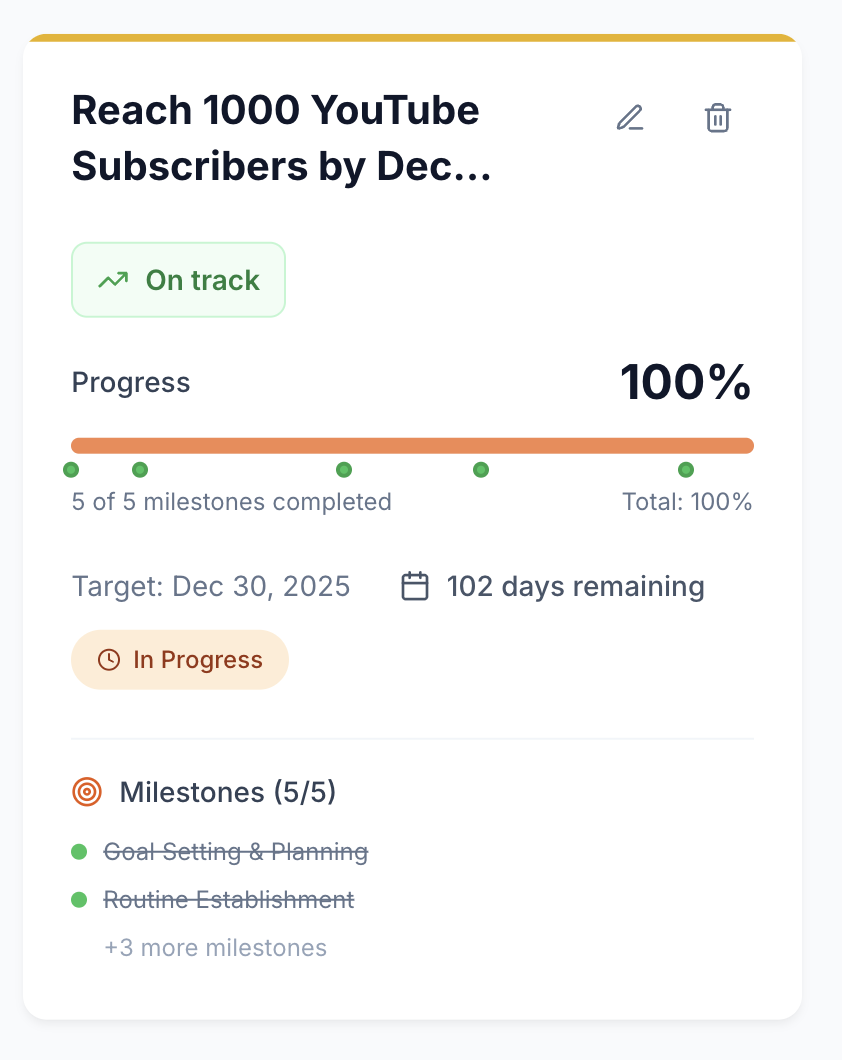 Reach 1000 YouTube
Subscribers by Dec...
On track
Progress
100%
5 of 5 milestones completed
Total: 100%
Target: Dec 30, 2025
102 days remaining
In Progress
Milestones (5/5)
Goal Setting & Planning
Routine Establishment
+3 more milestones